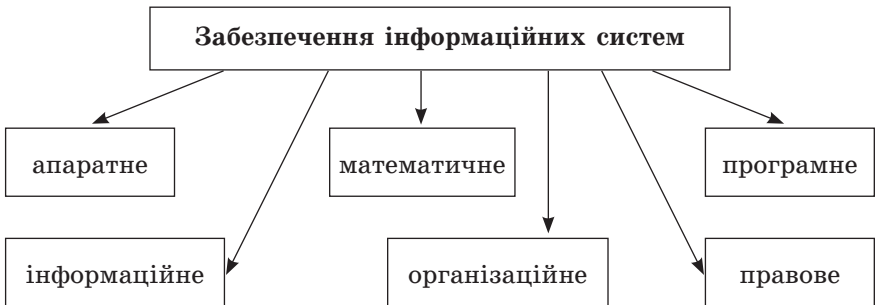 Забезпечення інформаційних систем
апаратне
математичне
програмне
інформаційне
організаційне
правове